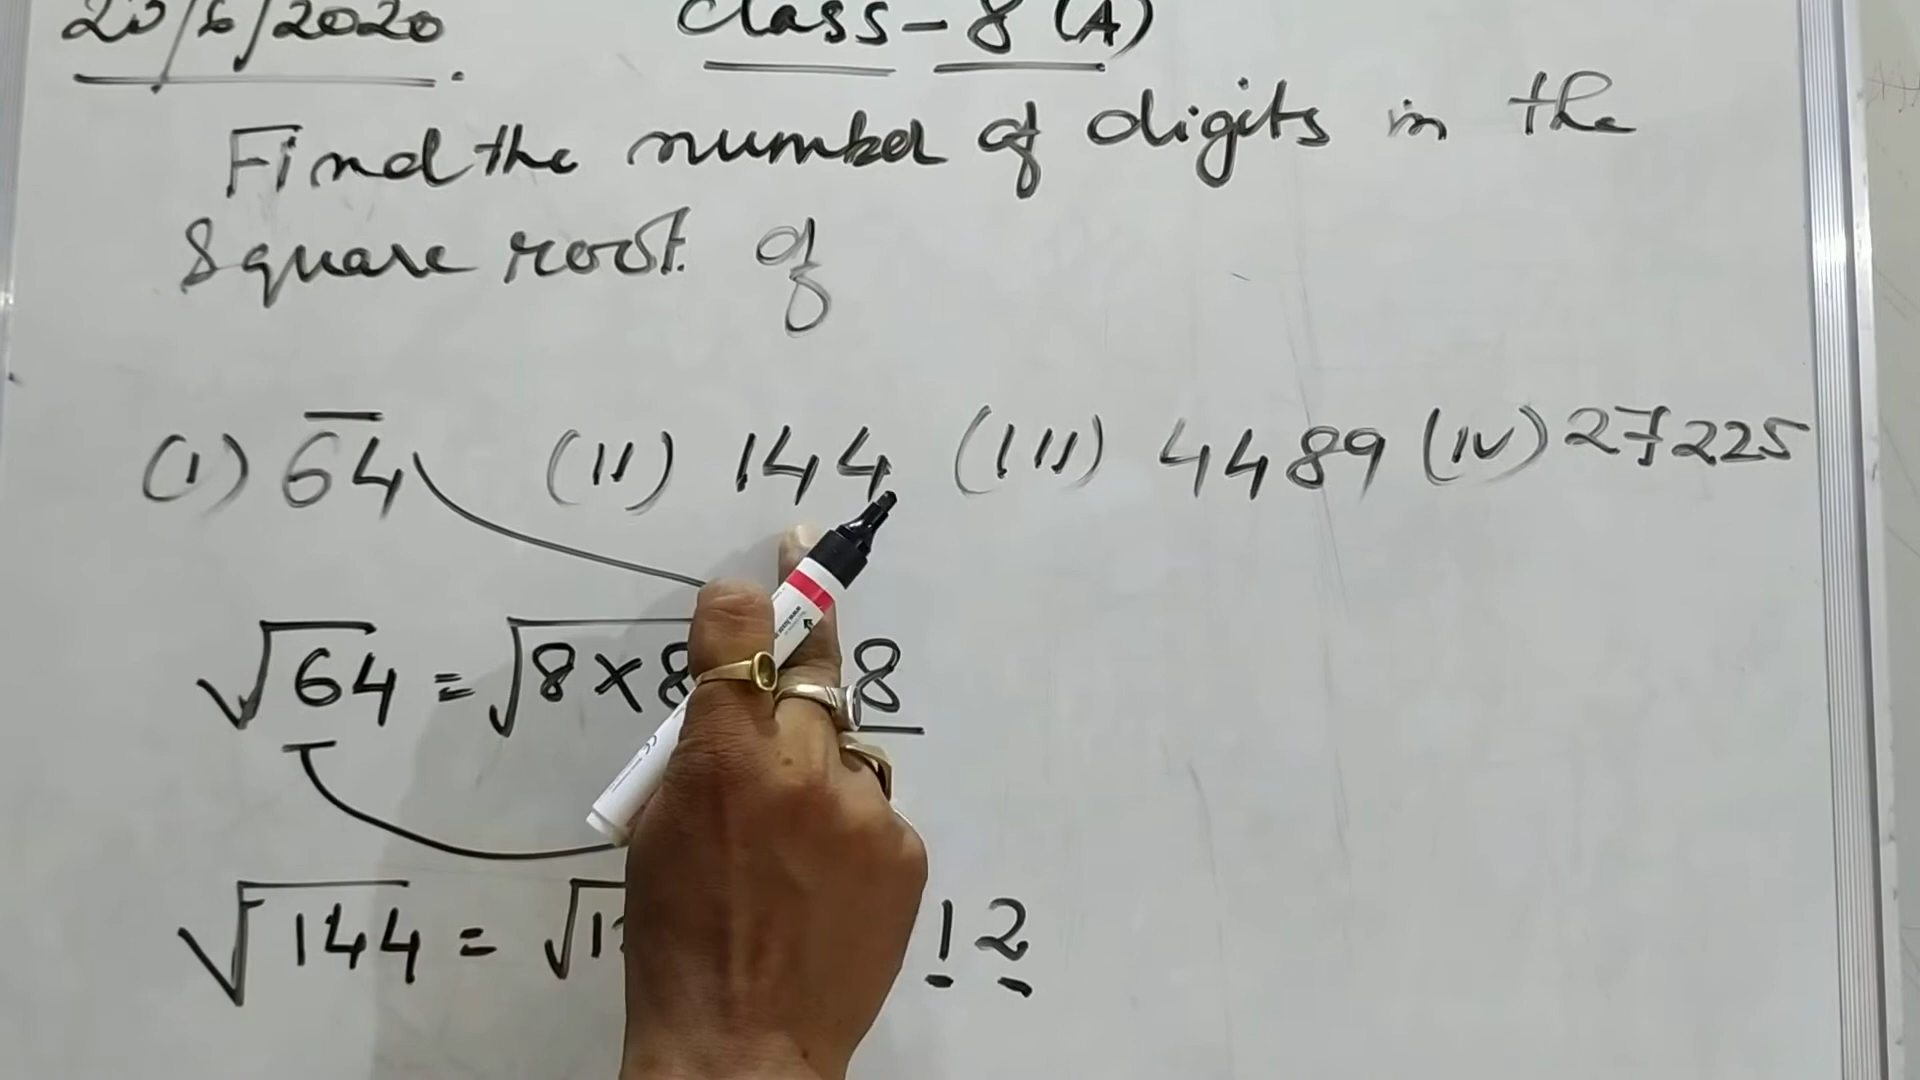 /6/2020 Class-8 (A)
Find the number of digits in the
Square root of
(I) 64 (II) 144 (III) 4489 (IV) 27225
√64 = √8×8 8
√144 = √1 12